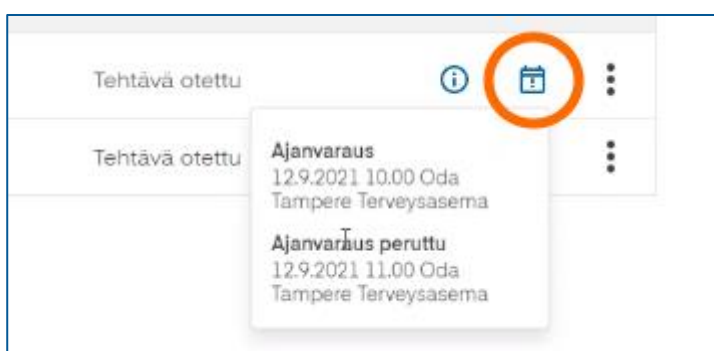 Tehtävä otettu
Tehtävä otettu
Ajanvaraus
12.9.2021 10.00 Oda
Tampere Terveysasema
Ajanvaraus peruttu
12.9.2021 11.00 Oda
Tampere Terveysasema